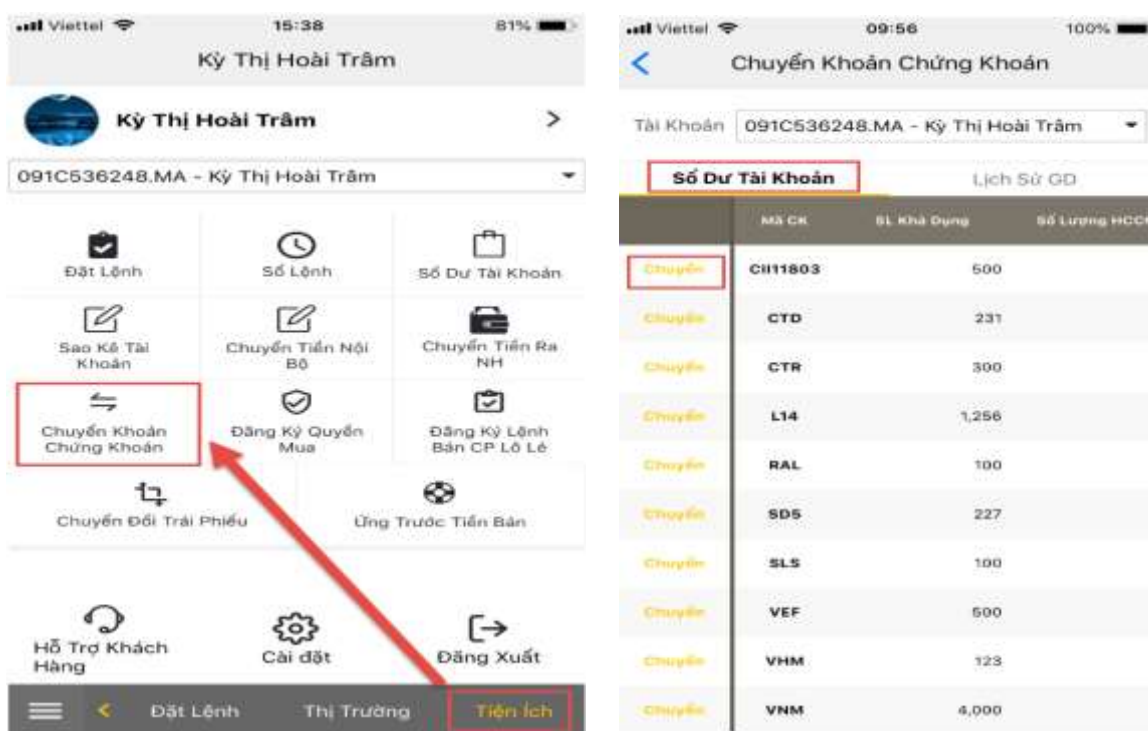 Viettel 15:38 81%
Kỳ Thị Hoài Trâm
Kỳ Thị Hoài Trâm
091C536248.MA - Kỳ Thị Hoài Trâm
Đặt Lệnh
Sổ Lệnh
Số Dư Tài Khoản
Sao Kê Tài
Khoản
Chuyển Tiền Nội
Bộ
Chuyển Tiền Ra
NH
Chuyển Khoản
Chứng Khoán
Đăng Ký Quyền
Mua
Đăng Ký Lệnh
Bán CP Lô Lẻ
Chuyển Đổi Trái Phiếu
Ứng Trước Tiền Bán
Hỗ Trợ Khách
Hàng
Cài đặt
Đăng Xuất
Đặt Lệnh Thị Trường Tiện Ích
Viettel 09:56 100%
Chuyển Khoản Chứng Khoán
Tài Khoản 091C536248.MA - Kỳ Thị Hoài Trâm
Số Dư Tài Khoản Lịch Sử GD
Mã CK SL Khả Dụng Số Lượng HCCN
Chuyển CII11803 500
Chuyển CTD 231
Chuyển CTR 300
Chuyển L14 1,256
Chuyển RAL 100
Chuyển SD5 227
Chuyển SLS 100
Chuyển VEF 500
Chuyển VHM 123
Chuyển VNM 4,000